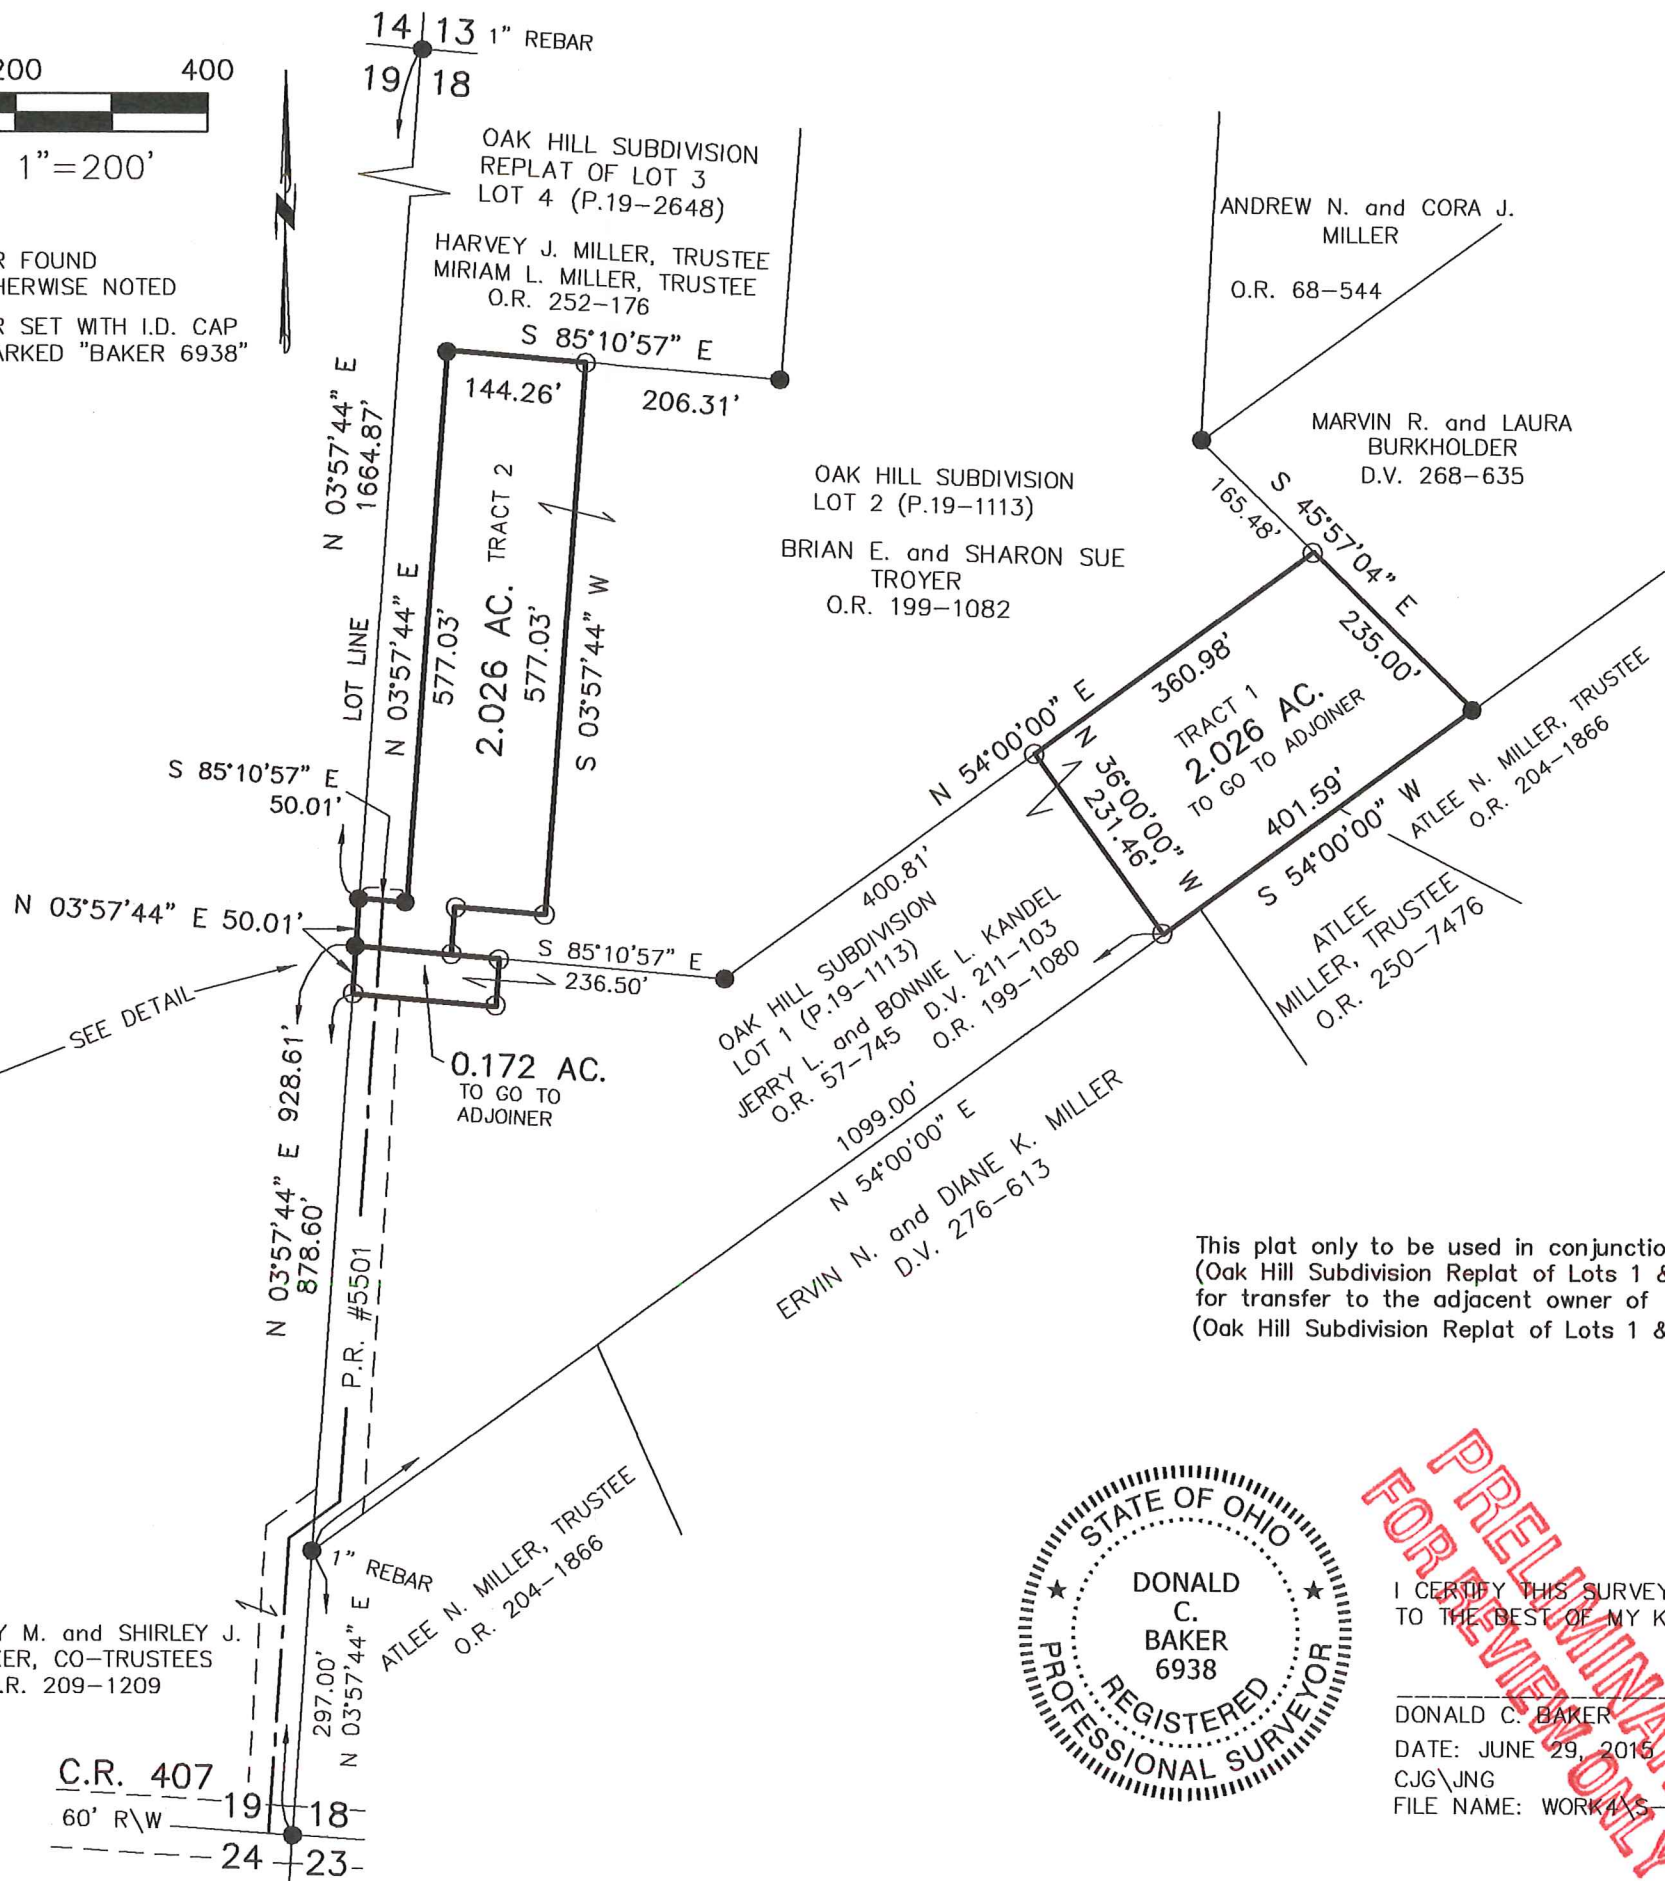 14 13 1" REBAR
19 18
200 400
1"=200'
N
R FOUND
HERWISE NOTED
R SET WITH I.D. CAP
ARKED "BAKER 6938"
OAK HILL SUBDIVISION
REPLAT OF LOT 3
LOT 4 (P.19-2648)
HARVEY J. MILLER, TRUSTEE
MIRIAM L. MILLER, TRUSTEE
O.R. 252-176
S 85°10'57" E
144.26'
206.31'
N 03°57'44" E
1664.87'
LOT LINE
N 03°57'44" E
577.03'
2.026 AC. TRACT 2
577.03'
S 03°57'44" W
ANDREW N. and CORA J.
MILLER
O.R. 68-544
MARVIN R. and LAURA
BURKHOLDER
D.V. 268-635
S 45°57'04" E
165.48'
235.00'
OAK HILL SUBDIVISION
LOT 2 (P.19-1113)
BRIAN E. and SHARON SUE
TROYER
O.R. 199-1082
N 54°00'00" E
360.98'
400.81'
TRACT 1
2.026 AC.
TO GO TO ADJOINER
N 36°00'00" W
231.46'
401.59'
S 54°00'00" W
ATLEE N. MILLER, TRUSTEE
O.R. 204-1866
ATLEE
MILLER, TRUSTEE
O.R. 250-7476
S 85°10'57" E
50.01'
N 03°57'44" E 50.01'
SEE DETAIL
S 85°10'57" E
236.50'
0.172 AC.
TO GO TO
ADJOINER
N 03°57'44" E 928.61'
878.60'
P.R. #5501
OAK HILL SUBDIVISION
LOT 1 (P.19-1113)
JERRY L. and BONNIE L. KANDEL
O.R. 57-745 D.V. 211-103
O.R. 199-1080
1099.00'
N 54°00'00" E
ERVIN N. and DIANE K. MILLER
D.V. 276-613
This plat only to be used in conjunctio
(Oak Hill Subdivision Replat of Lots 1 &
for transfer to the adjacent owner of
(Oak Hill Subdivision Replat of Lots 1 &
1" REBAR
ATLEE N. MILLER, TRUSTEE
O.R. 204-1866
297.00'
N 03°57'44" E
Y M. and SHIRLEY J.
ER, CO-TRUSTEES
.R. 209-1209
C.R. 407
60' R\W
19 18
24 23
STATE OF OHIO
DONALD
C.
BAKER
6938
REGISTERED
PROFESSIONAL SURVEYOR
PRELIMINAR
FOR REVIEW ONLY
I CERTIFY THIS SURVEY
TO THE BEST OF MY K
DONALD C. BAKER
DATE: JUNE 29, 2015
CJG\JNG
FILE NAME: WORK4\S-